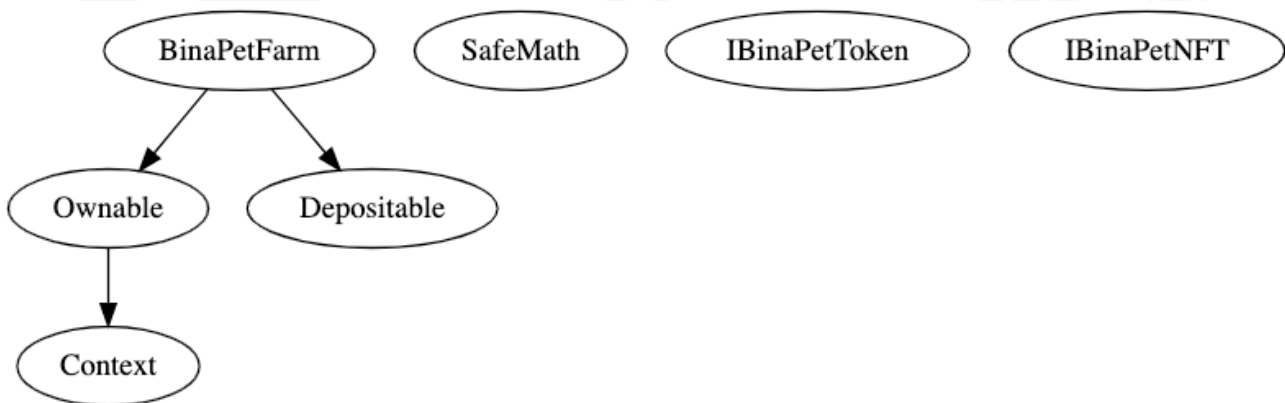 BinaPetFarm
SafeMath
IBinaPetToken
IBinaPetNFT
Ownable
Depositable
Context